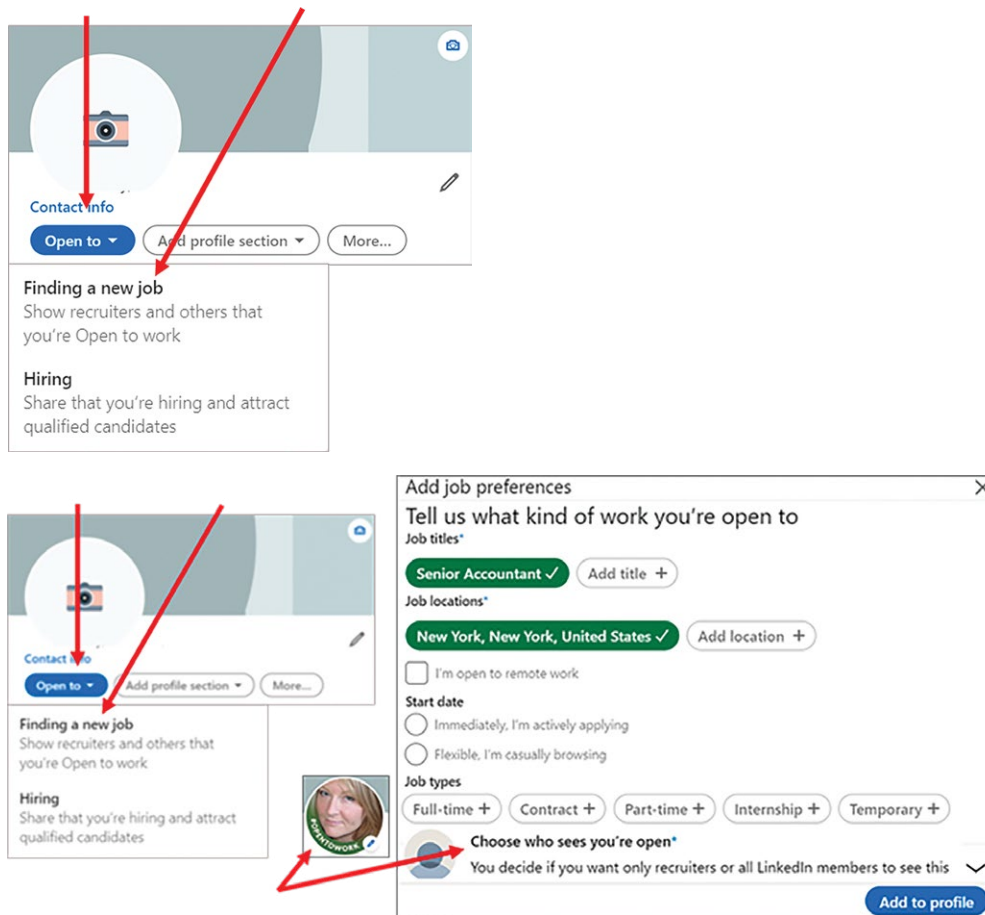 Contact info
Open to
Add profile section
More...
Finding a new job
Show recruiters and others that
you're Open to work
Hiring
Share that you're hiring and attract
qualified candidates
Contact info
Open to
Add profile section
More...
Finding a new job
Show recruiters and others that
you're Open to work
Hiring
Share that you're hiring and attract
qualified candidates
#OPENTOWORK
Add job preferences
Tell us what kind of work you're open to
Job titles*
Senior Accountant ✓ Add title +
Job locations*
New York, New York, United States ✓ Add location +
I'm open to remote work
Start date
Immediately, I'm actively applying
Flexible, I'm casually browsing
Job types
Full-time + Contract + Part-time + Internship + Temporary +
Choose who sees you're open*
You decide if you want only recruiters or all LinkedIn members to see this
Add to profile